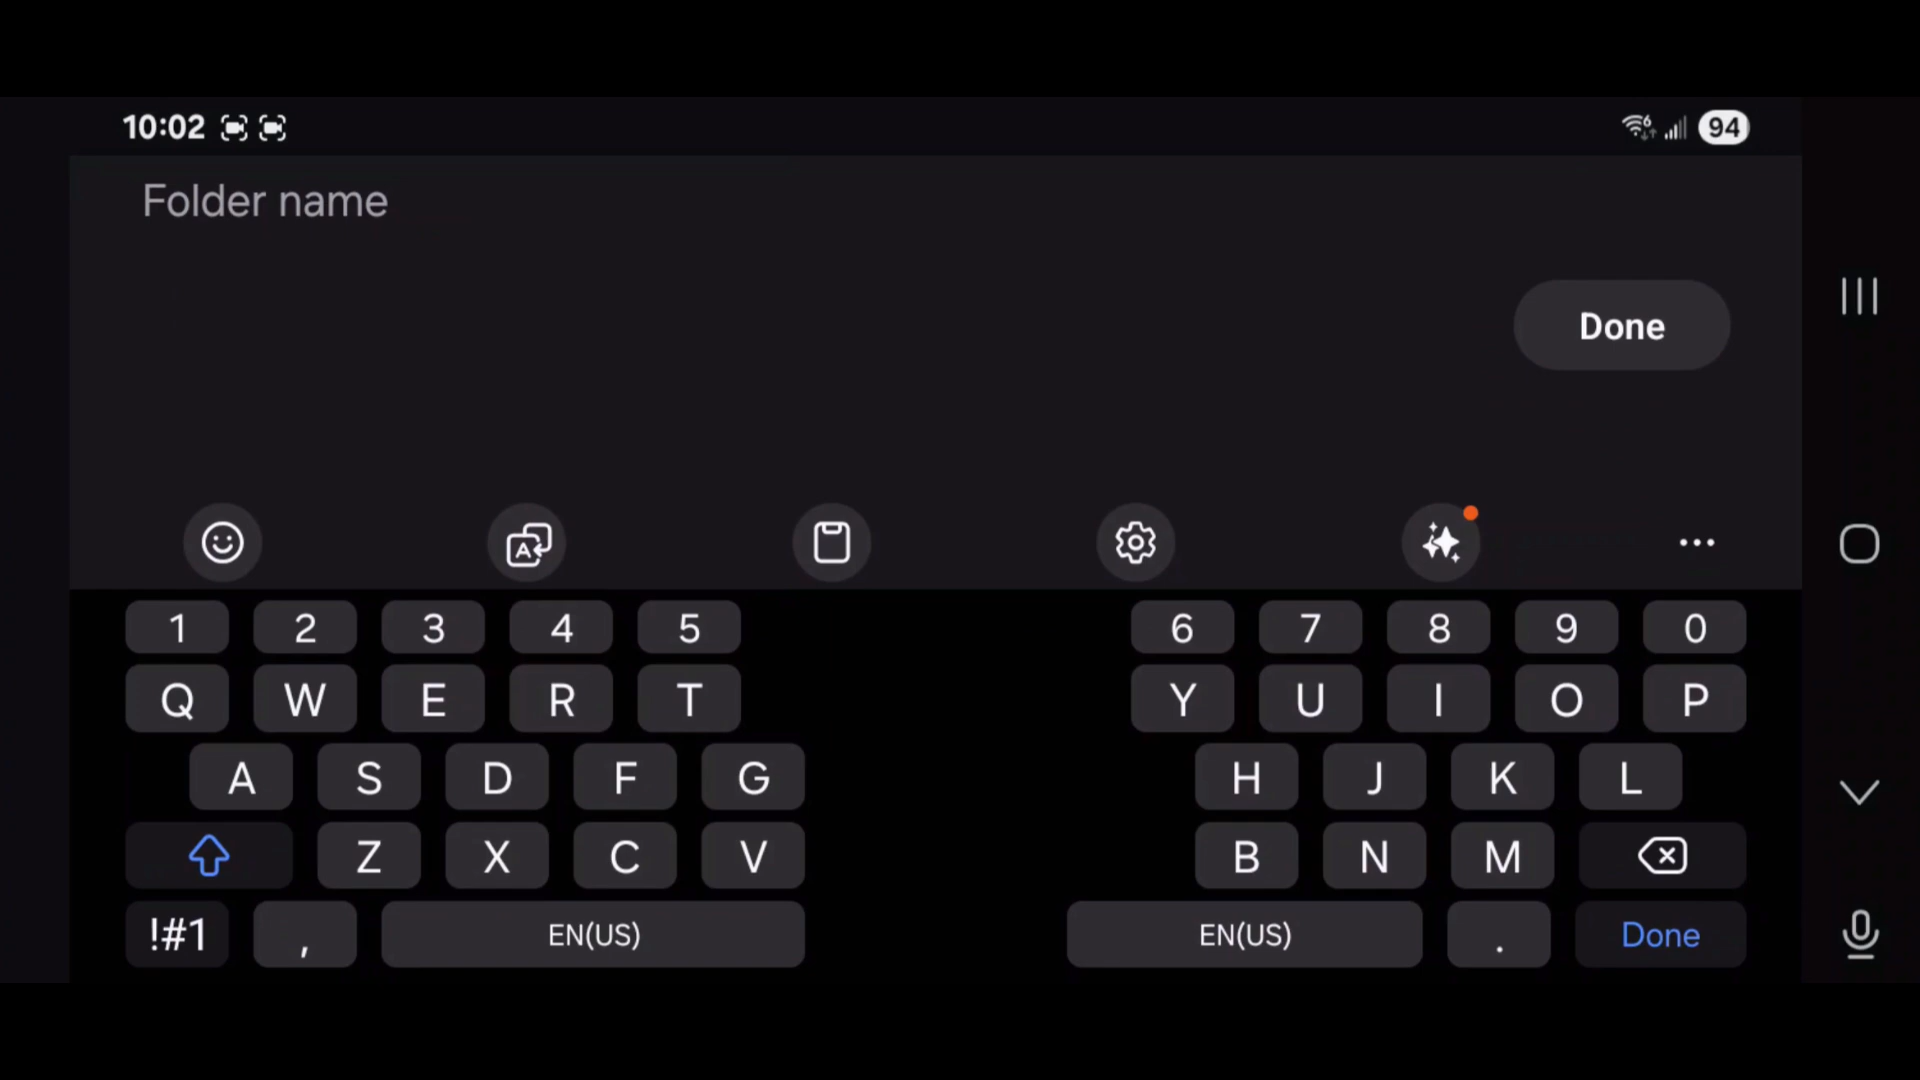 10:02
6
94
Folder name
Done
A
1 2 3 4 5 6 7 8 9 0
Q W E R T Y U I O P
A S D F G H J K L
Z X C V B N M
!#1 , EN(US) EN(US) . Done